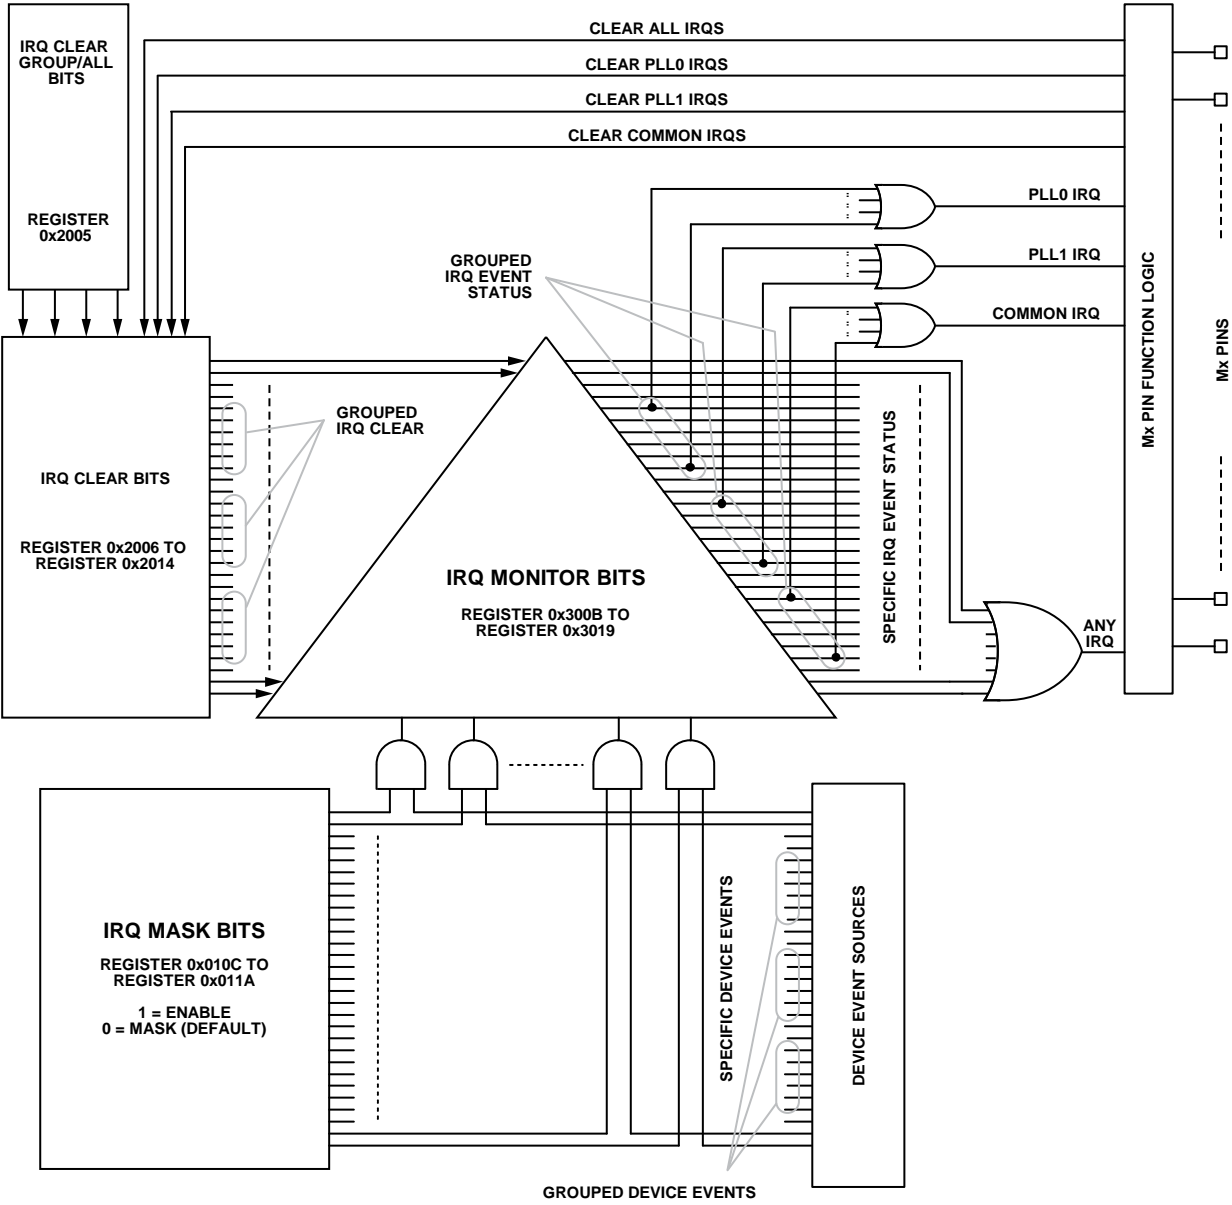 IRQ CLEAR
GROUP/ALL
BITS
REGISTER
0x2005
CLEAR ALL IRQS
CLEAR PLL0 IRQS
CLEAR PLL1 IRQS
CLEAR COMMON IRQS
PLL0 IRQ
PLL1 IRQ
COMMON IRQ
GROUPED
IRQ EVENT
STATUS
Mx PIN FUNCTION LOGIC
Mx PINS
GROUPED
IRQ CLEAR
IRQ CLEAR BITS
REGISTER 0x2006 TO
REGISTER 0x2014
IRQ MONITOR BITS
REGISTER 0x300B TO
REGISTER 0x3019
SPECIFIC IRQ EVENT STATUS
ANY
IRQ
IRQ MASK BITS
REGISTER 0x010C TO
REGISTER 0x011A
1 = ENABLE
0 = MASK (DEFAULT)
SPECIFIC DEVICE EVENTS
DEVICE EVENT SOURCES
GROUPED DEVICE EVENTS